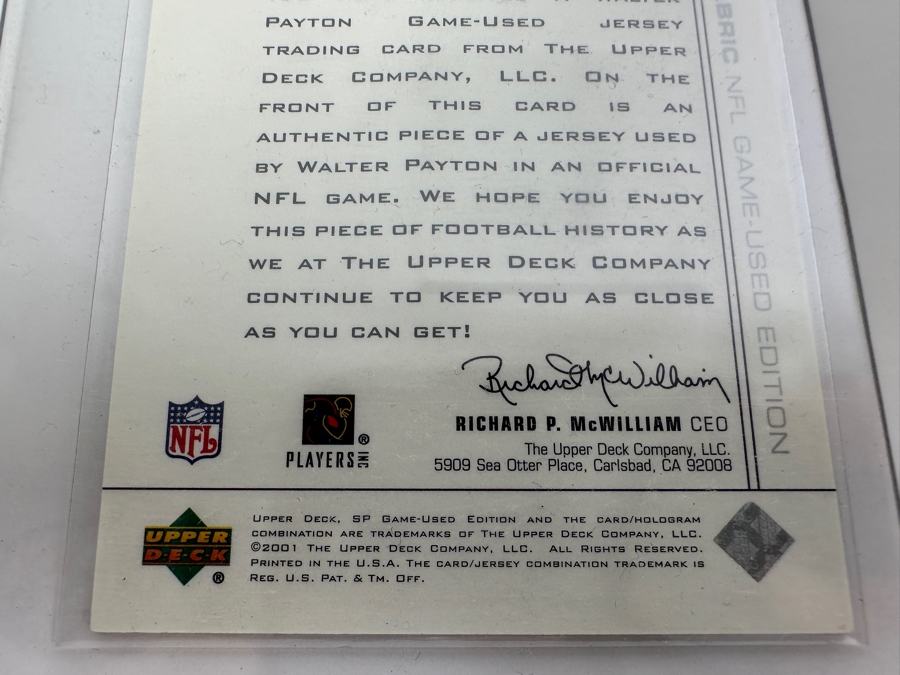 PAYTON GAME-USED JERSEY
TRADING CARD FROM THE UPPER
DECK COMPANY, LLC. ON THE
FRONT OF THIS CARD IS AN
AUTHENTIC PIECE OF A JERSEY USED
BY WALTER PAYTON IN AN OFFICIAL
NFL GAME. WE HOPE YOU ENJOY
THIS PIECE OF FOOTBALL HISTORY AS
WE AT THE UPPER DECK COMPANY
CONTINUE TO KEEP YOU AS CLOSE
AS YOU CAN GET!
Richard McWilliam
RICHARD P. McWILLIAM CEO
The Upper Deck Company, LLC.
5909 Sea Otter Place, Carlsbad, CA 92008
NFL
PLAYERS INC ®
NFL GAME-USED EDITION
UPPER
D·E·C·K ®
UPPER DECK, SP GAME-USED EDITION AND THE CARD/HOLOGRAM
COMBINATION ARE TRADEMARKS OF THE UPPER DECK COMPANY, LLC.
©2001 THE UPPER DECK COMPANY, LLC. ALL RIGHTS RESERVED.
PRINTED IN THE U.S.A. THE CARD/JERSEY COMBINATION TRADEMARK IS
REG. U.S. PAT. & TM. OFF.